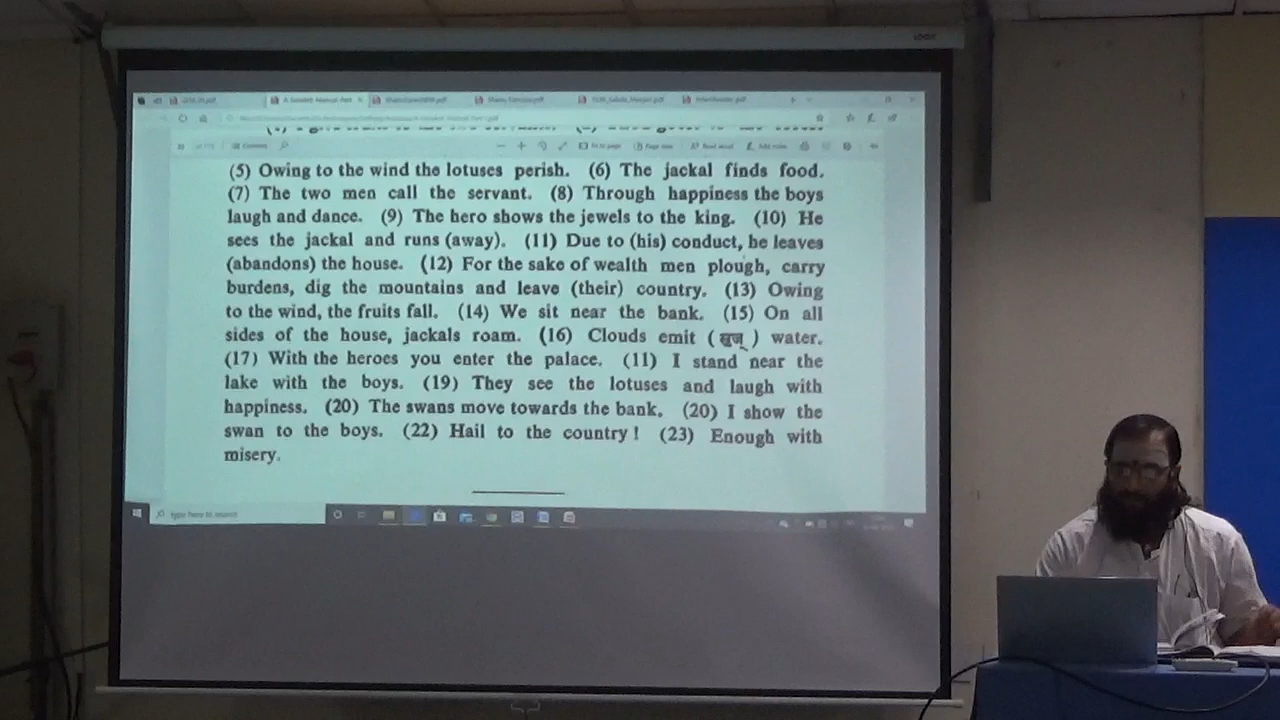 LOGIC
(5) Owing to the wind the lotuses perish. (6) The jackal finds food.
(7) The two men call the servant. (8) Through happiness the boys
laugh and dance. (9) The hero shows the jewels to the king. (10) He
sees the jackal and runs (away). (11) Due to (his) conduct, he leaves
(abandons) the house. (12) For the sake of wealth men plough, carry
burdens, dig the mountains and leave (their) country. (13) Owing
to the wind, the fruits fall. (14) We sit near the bank. (15) On all
sides of the house, jackals roam. (16) Clouds emit (सृज्) water.
(17) With the heroes you enter the palace. (11) I stand near the
lake with the boys. (19) They see the lotuses and laugh with
happiness. (20) The swans move towards the bank. (20) I show the
swan to the boys. (22) Hail to the country! (23) Enough with
misery.
Type here to search